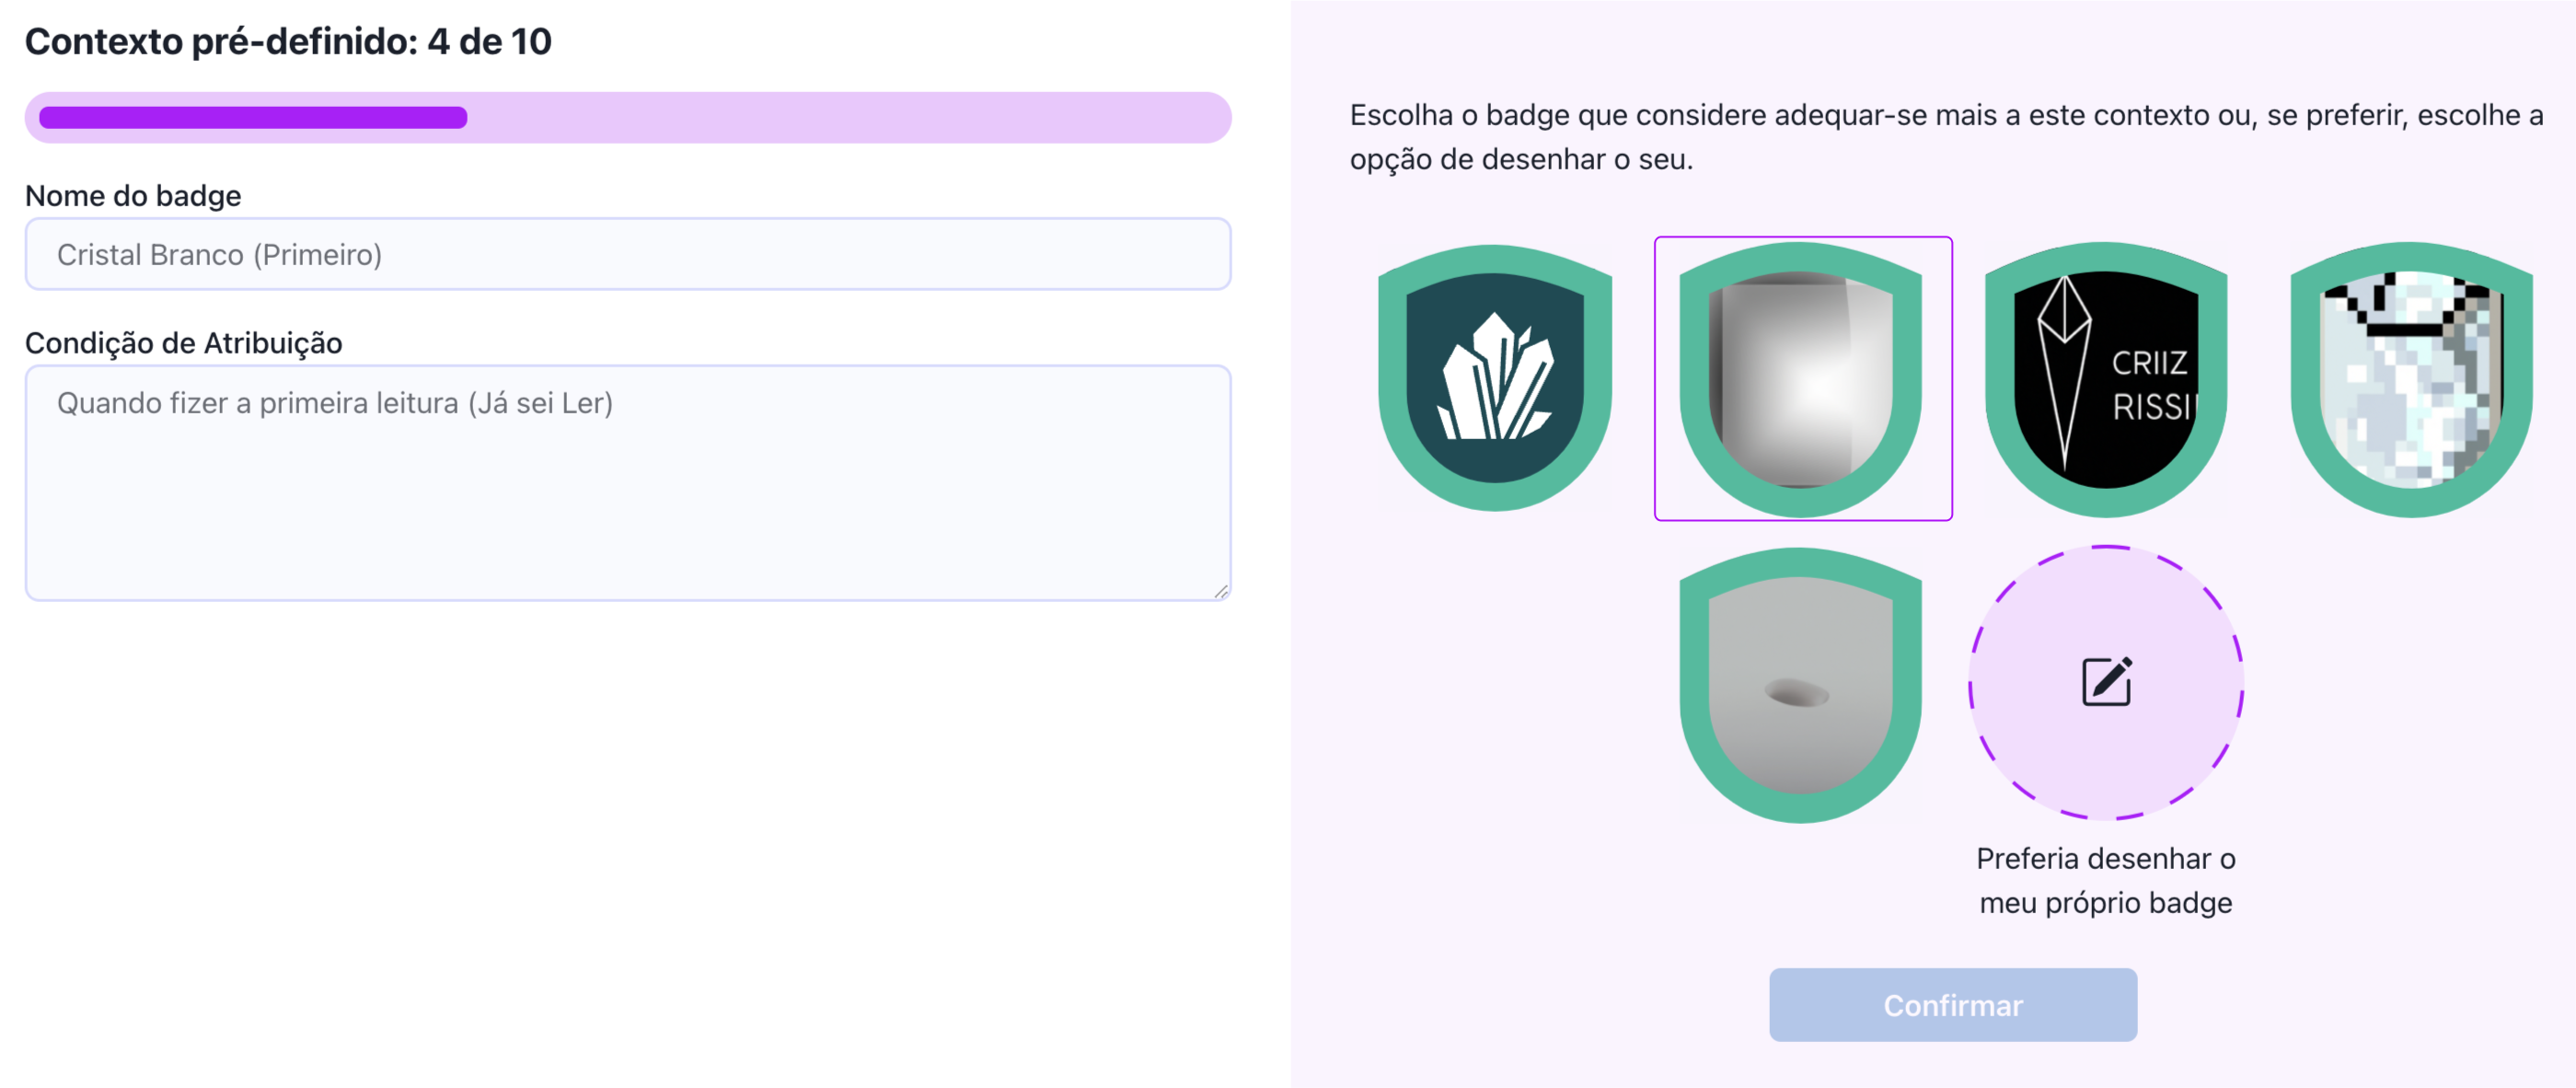 Contexto pré-definido: 4 de 10
Nome do badge
Cristal Branco (Primeiro)
Condição de Atribuição
Quando fizer a primeira leitura (Já sei Ler)
Escolha o badge que considere adequar-se mais a este contexto ou, se preferir, escolhe a
opção de desenhar o seu.
CRIIZ
RISSI
Preferia desenhar o
meu próprio badge
Confirmar